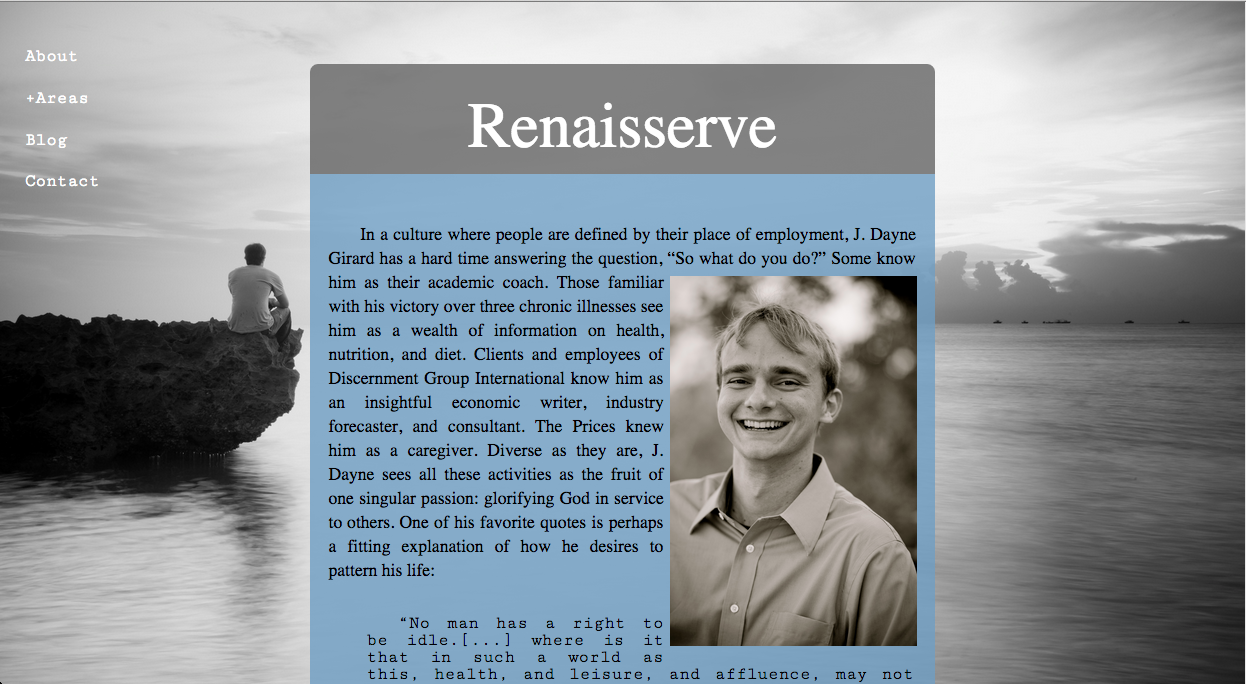 About
+Areas
Blog
Contact
Renaisserve
In a culture where people are defined by their place of employment, J. Dayne
Girard has a hard time answering the question, “So what do you do?” Some know
him as their academic coach. Those familiar
with his victory over three chronic illnesses see
him as a wealth of information on health,
nutrition, and diet. Clients and employees of
Discernment Group International know him as
an insightful economic writer, industry
forecaster, and consultant. The Prices knew
him as a caregiver. Diverse as they are, J.
Dayne sees all these activities as the fruit of
one singular passion: glorifying God in service
to others. One of his favorite quotes is perhaps
a fitting explanation of how he desires to
pattern his life:
“No man has a right to
be idle.[...] where is it
that in such a world as
this, health, and leisure, and affluence, may not